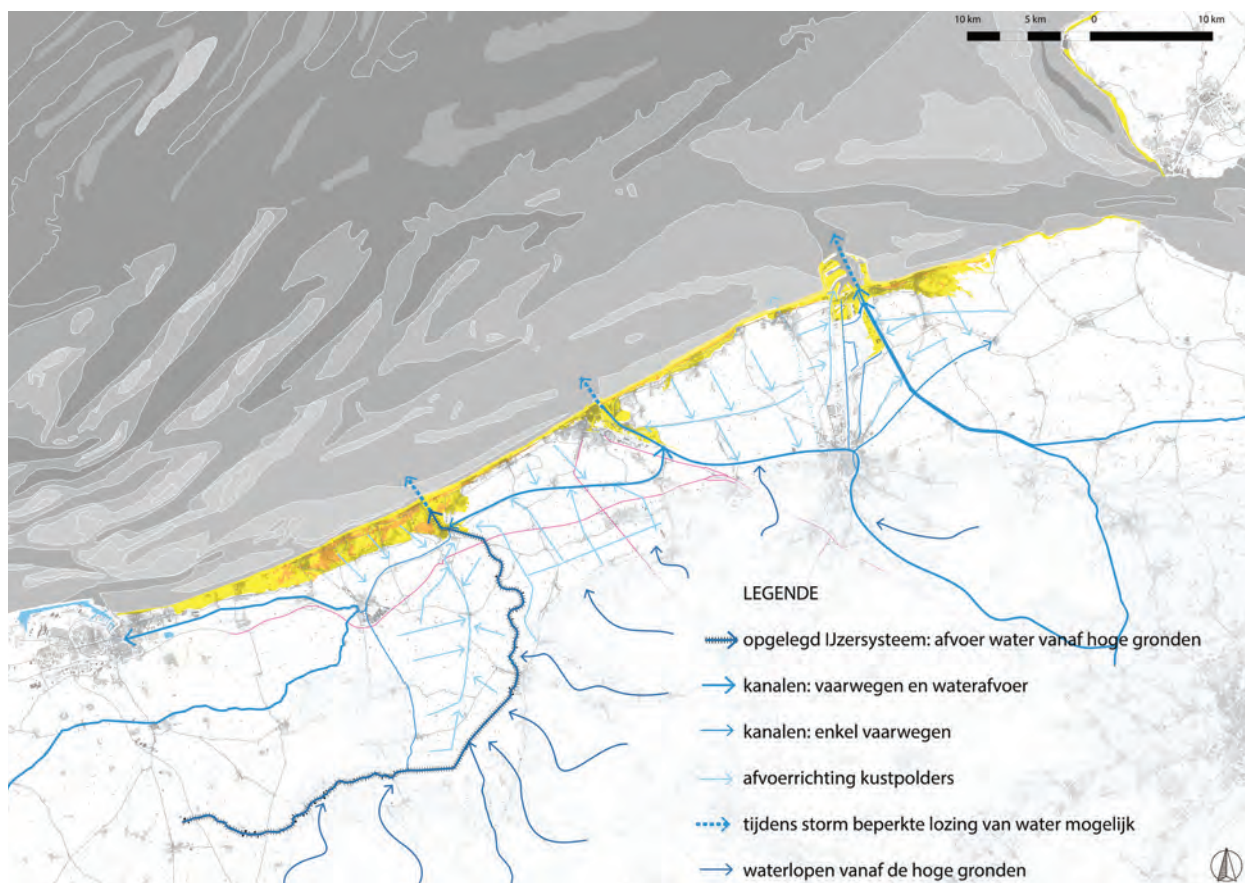 10 km 5 km 0 10 km
LEGENDE
opgelegd IJzersysteem: afvoer water vanaf hoge gronden
kanalen: vaarwegen en waterafvoer
kanalen: enkel vaarwegen
afvoerrichting kustpolders
tijdens storm beperkte lozing van water mogelijk
waterlopen vanaf de hoge gronden